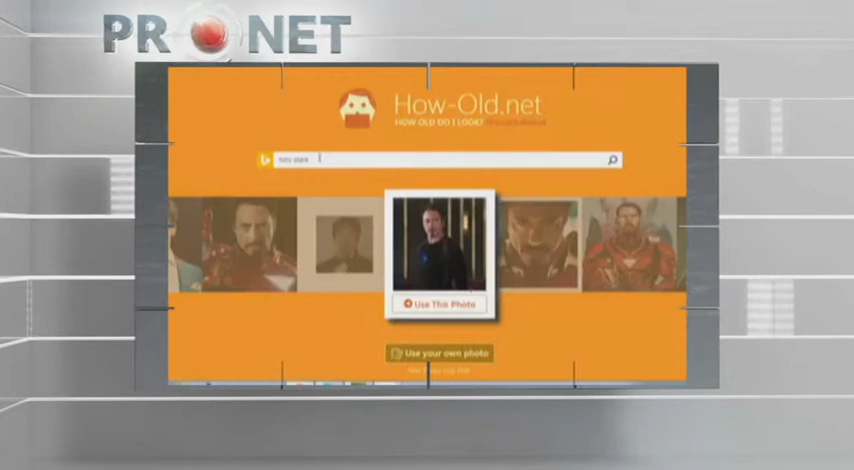 PRONET
How-Old.net
HOW OLD DO I LOOK?
tony stark
Use This Photo
Use your own photo